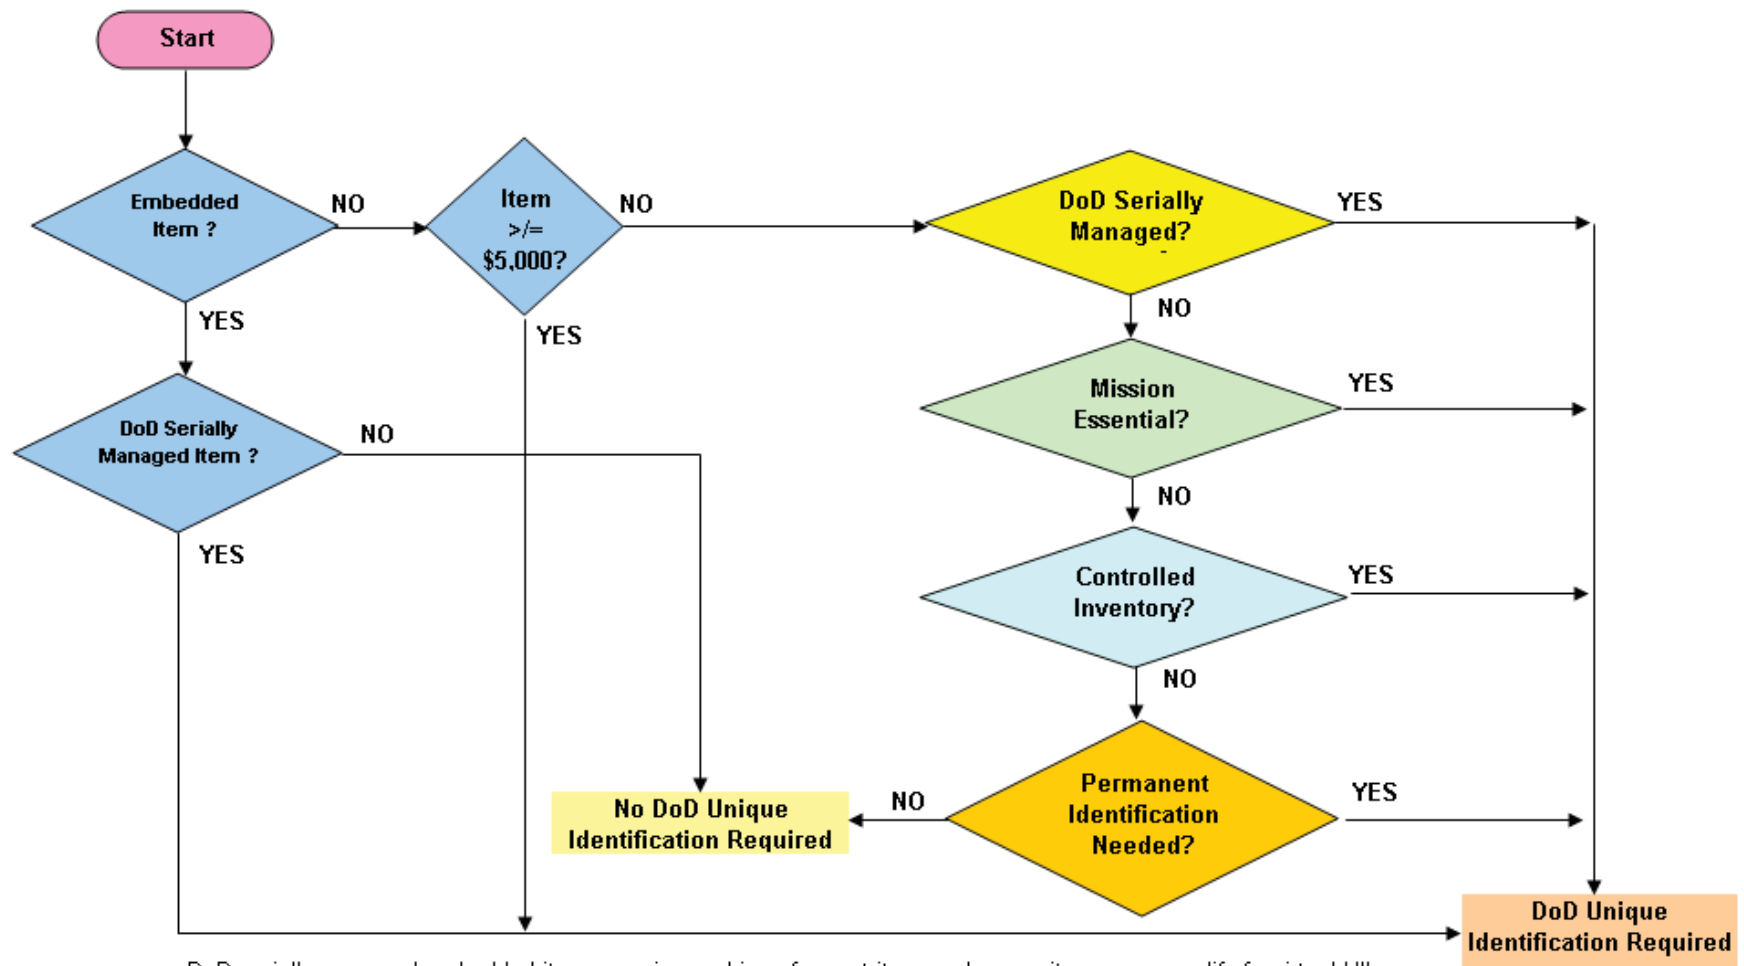 Start
Embedded
Item ?
NO
Item
>/=
$5,000?
NO
DoD Serially
Managed?
YES
YES
YES
NO
DoD Serially
Managed Item ?
NO
Mission
Essential?
YES
NO
YES
Controlled
Inventory?
YES
NO
Permanent
Identification
Needed?
YES
NO
No DoD Unique
Identification Required
DoD Unique
Identification Required